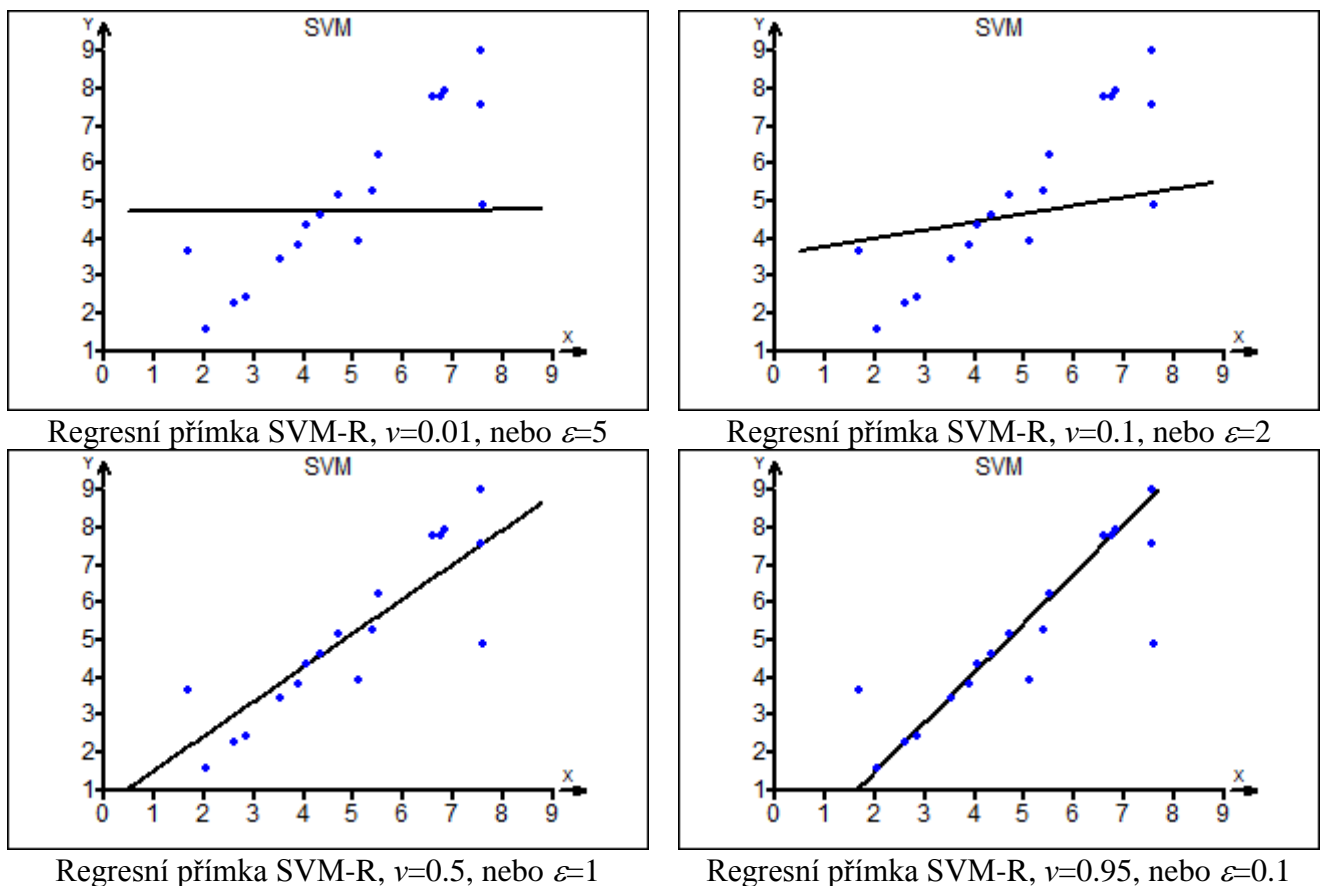 SVM
Y
9
8
7
6
5
4
3
2
1
0 1 2 3 4 5 6 7 8 9
X
Regresní přímka SVM-R, ν=0.01, nebo ε=5
SVM
Y
9
8
7
6
5
4
3
2
1
0 1 2 3 4 5 6 7 8 9
X
Regresní přímka SVM-R, ν=0.1, nebo ε=2
SVM
Y
9
8
7
6
5
4
3
2
1
0 1 2 3 4 5 6 7 8 9
X
Regresní přímka SVM-R, ν=0.5, nebo ε=1
SVM
Y
9
8
7
6
5
4
3
2
1
0 1 2 3 4 5 6 7 8 9
X
Regresní přímka SVM-R, ν=0.95, nebo ε=0.1